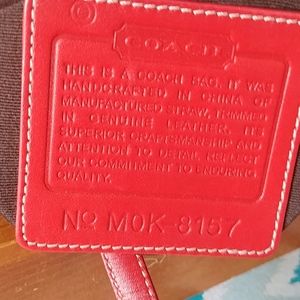 ©
COACH
THIS IS A COACH BAG. IT WAS
HANDCRAFTED IN CHINA OF
MANUFACTURED STRAW, TRIMMED
IN GENUINE LEATHER. ITS
SUPERIOR CRAFTSMANSHIP AND
ATTENTION TO DETAIL REFLECT
OUR COMMITMENT TO ENDURING
QUALITY.
No M0K-8157